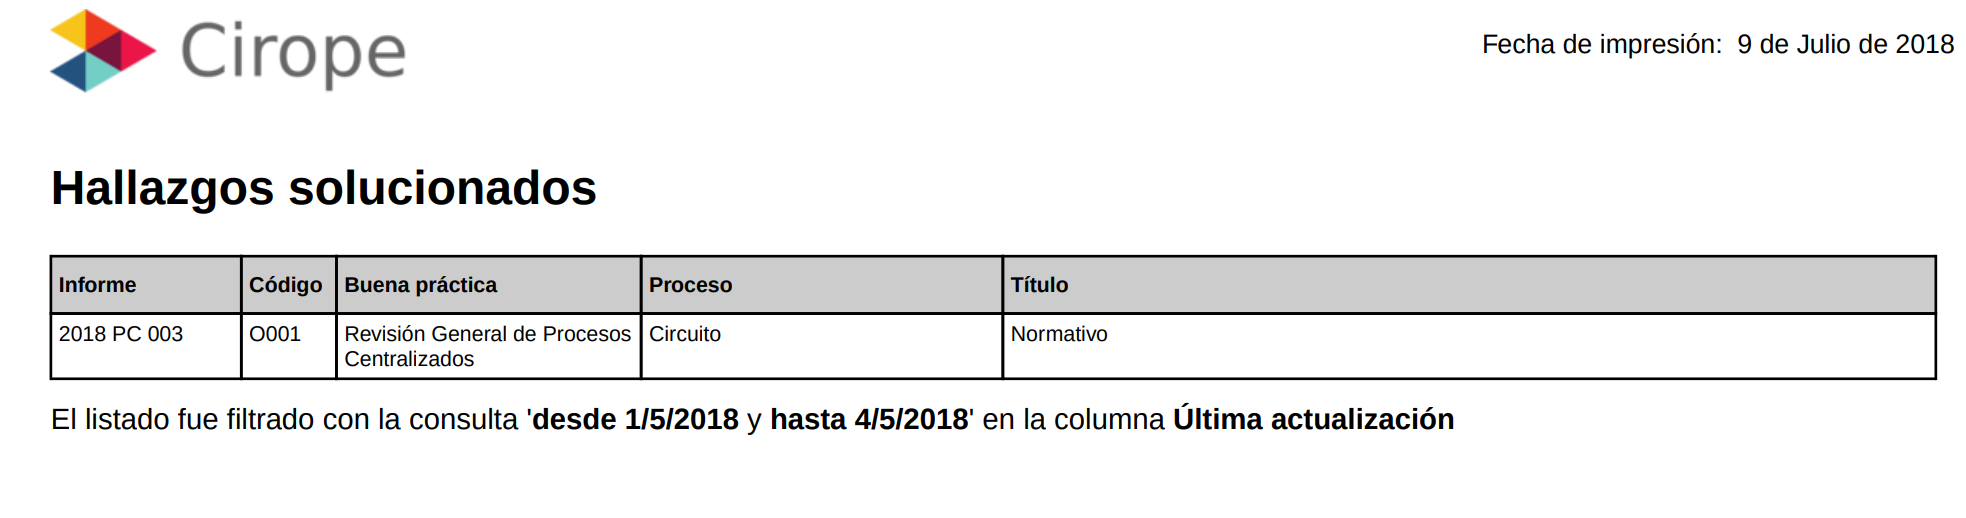 Cirope
Fecha de impresión: 9 de Julio de 2018
Hallazgos solucionados
Informe Código Buena práctica Proceso Título
2018 PC 003 O001 Revisión General de Procesos Circuito Normativo
Centralizados
El listado fue filtrado con la consulta 'desde 1/5/2018 y hasta 4/5/2018' en la columna Última actualización